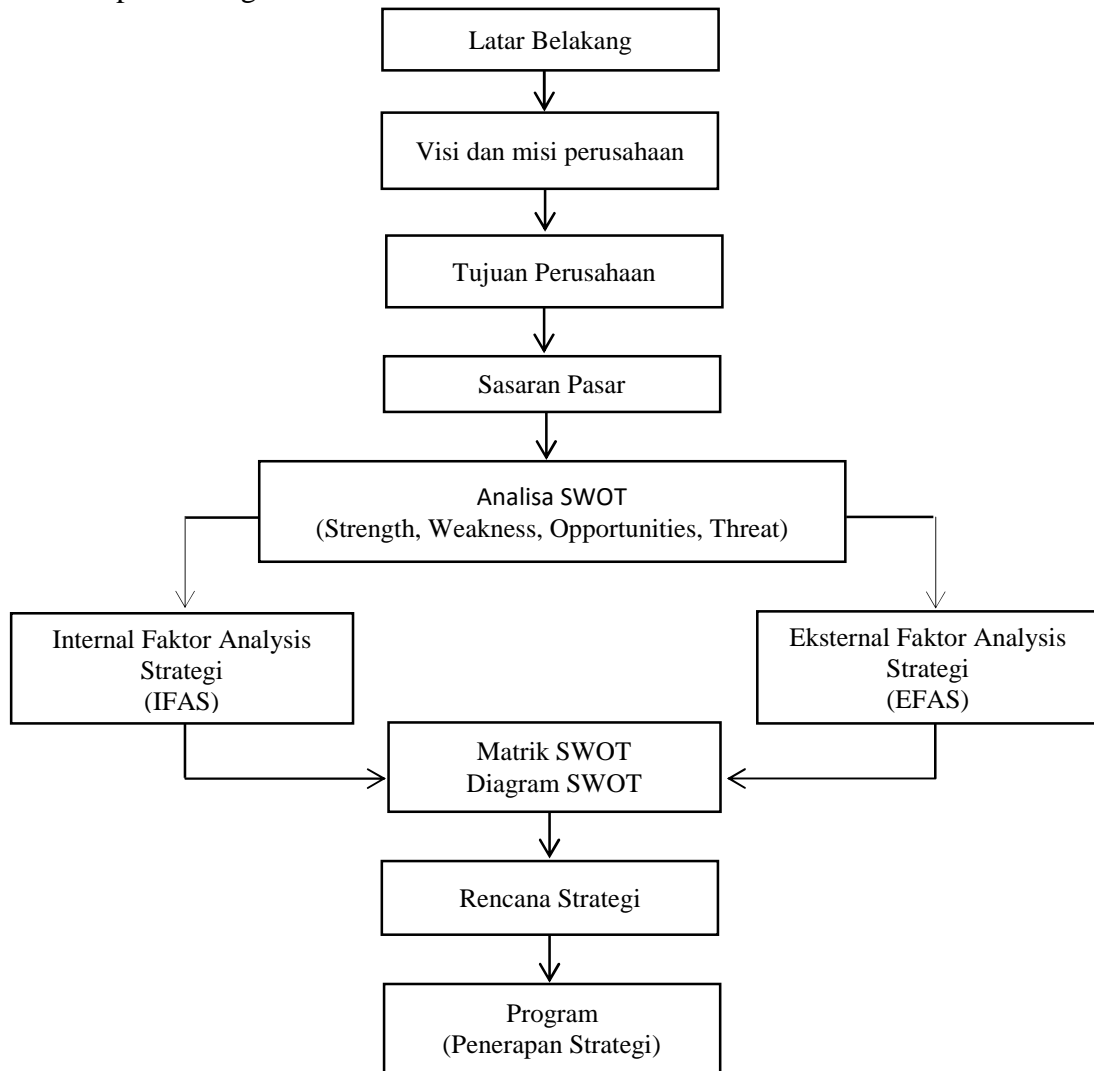 Latar Belakang
Visi dan misi perusahaan
Tujuan Perusahaan
Sasaran Pasar
Analisa SWOT
(Strength, Weakness, Opportunities, Threat)
Internal Faktor Analysis
Strategi
(IFAS)
Eksternal Faktor Analysis
Strategi
(EFAS)
Matrik SWOT
Diagram SWOT
Rencana Strategi
Program
(Penerapan Strategi)